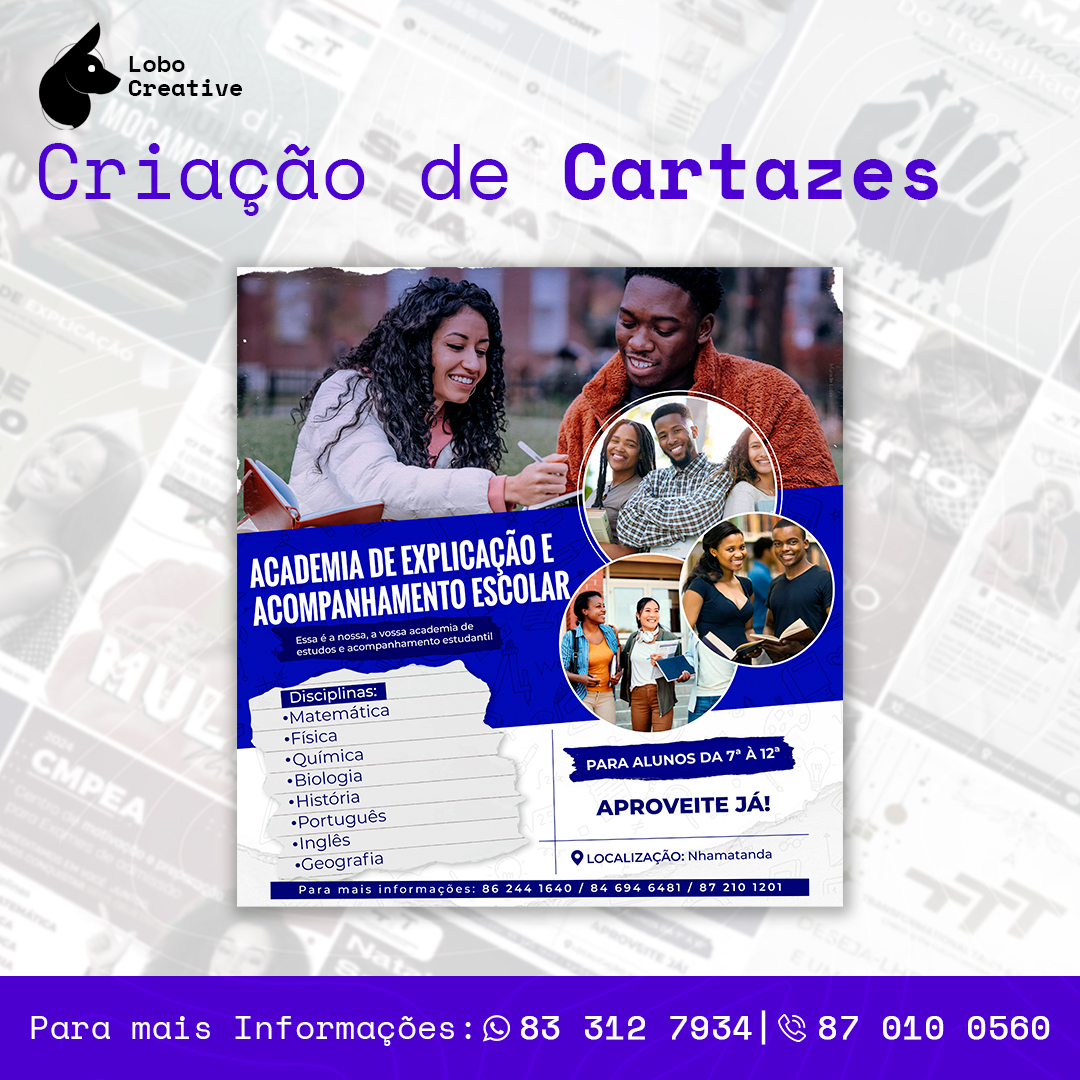 Lobo
Creative
Criação de Cartazes
ACADEMIA DE EXPLICAÇÃO E
ACOMPANHAMENTO ESCOLAR
Essa é a nossa, a vossa academia de
estudos e acompanhamento estudantil
Disciplinas:
•Matemática
•Física
•Química
•Biologia
•História
•Português
•Inglês
•Geografia
PARA ALUNOS DA 7ª À 12ª
APROVEITE JÁ!
LOCALIZAÇÃO: Nhamatanda
Para mais informações: 86 244 1640 / 84 694 6481 / 87 210 1201
Para mais Informações: 83 312 7934| 87 010 0560